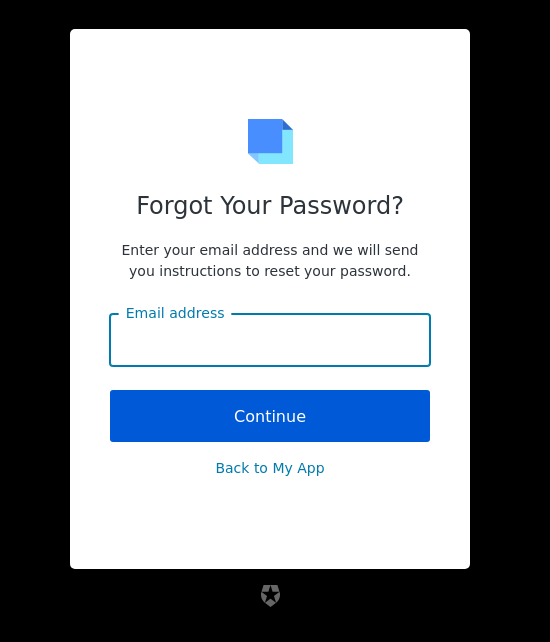 Forgot Your Password?
Enter your email address and we will send
you instructions to reset your password.
Email address
Continue
Back to My App